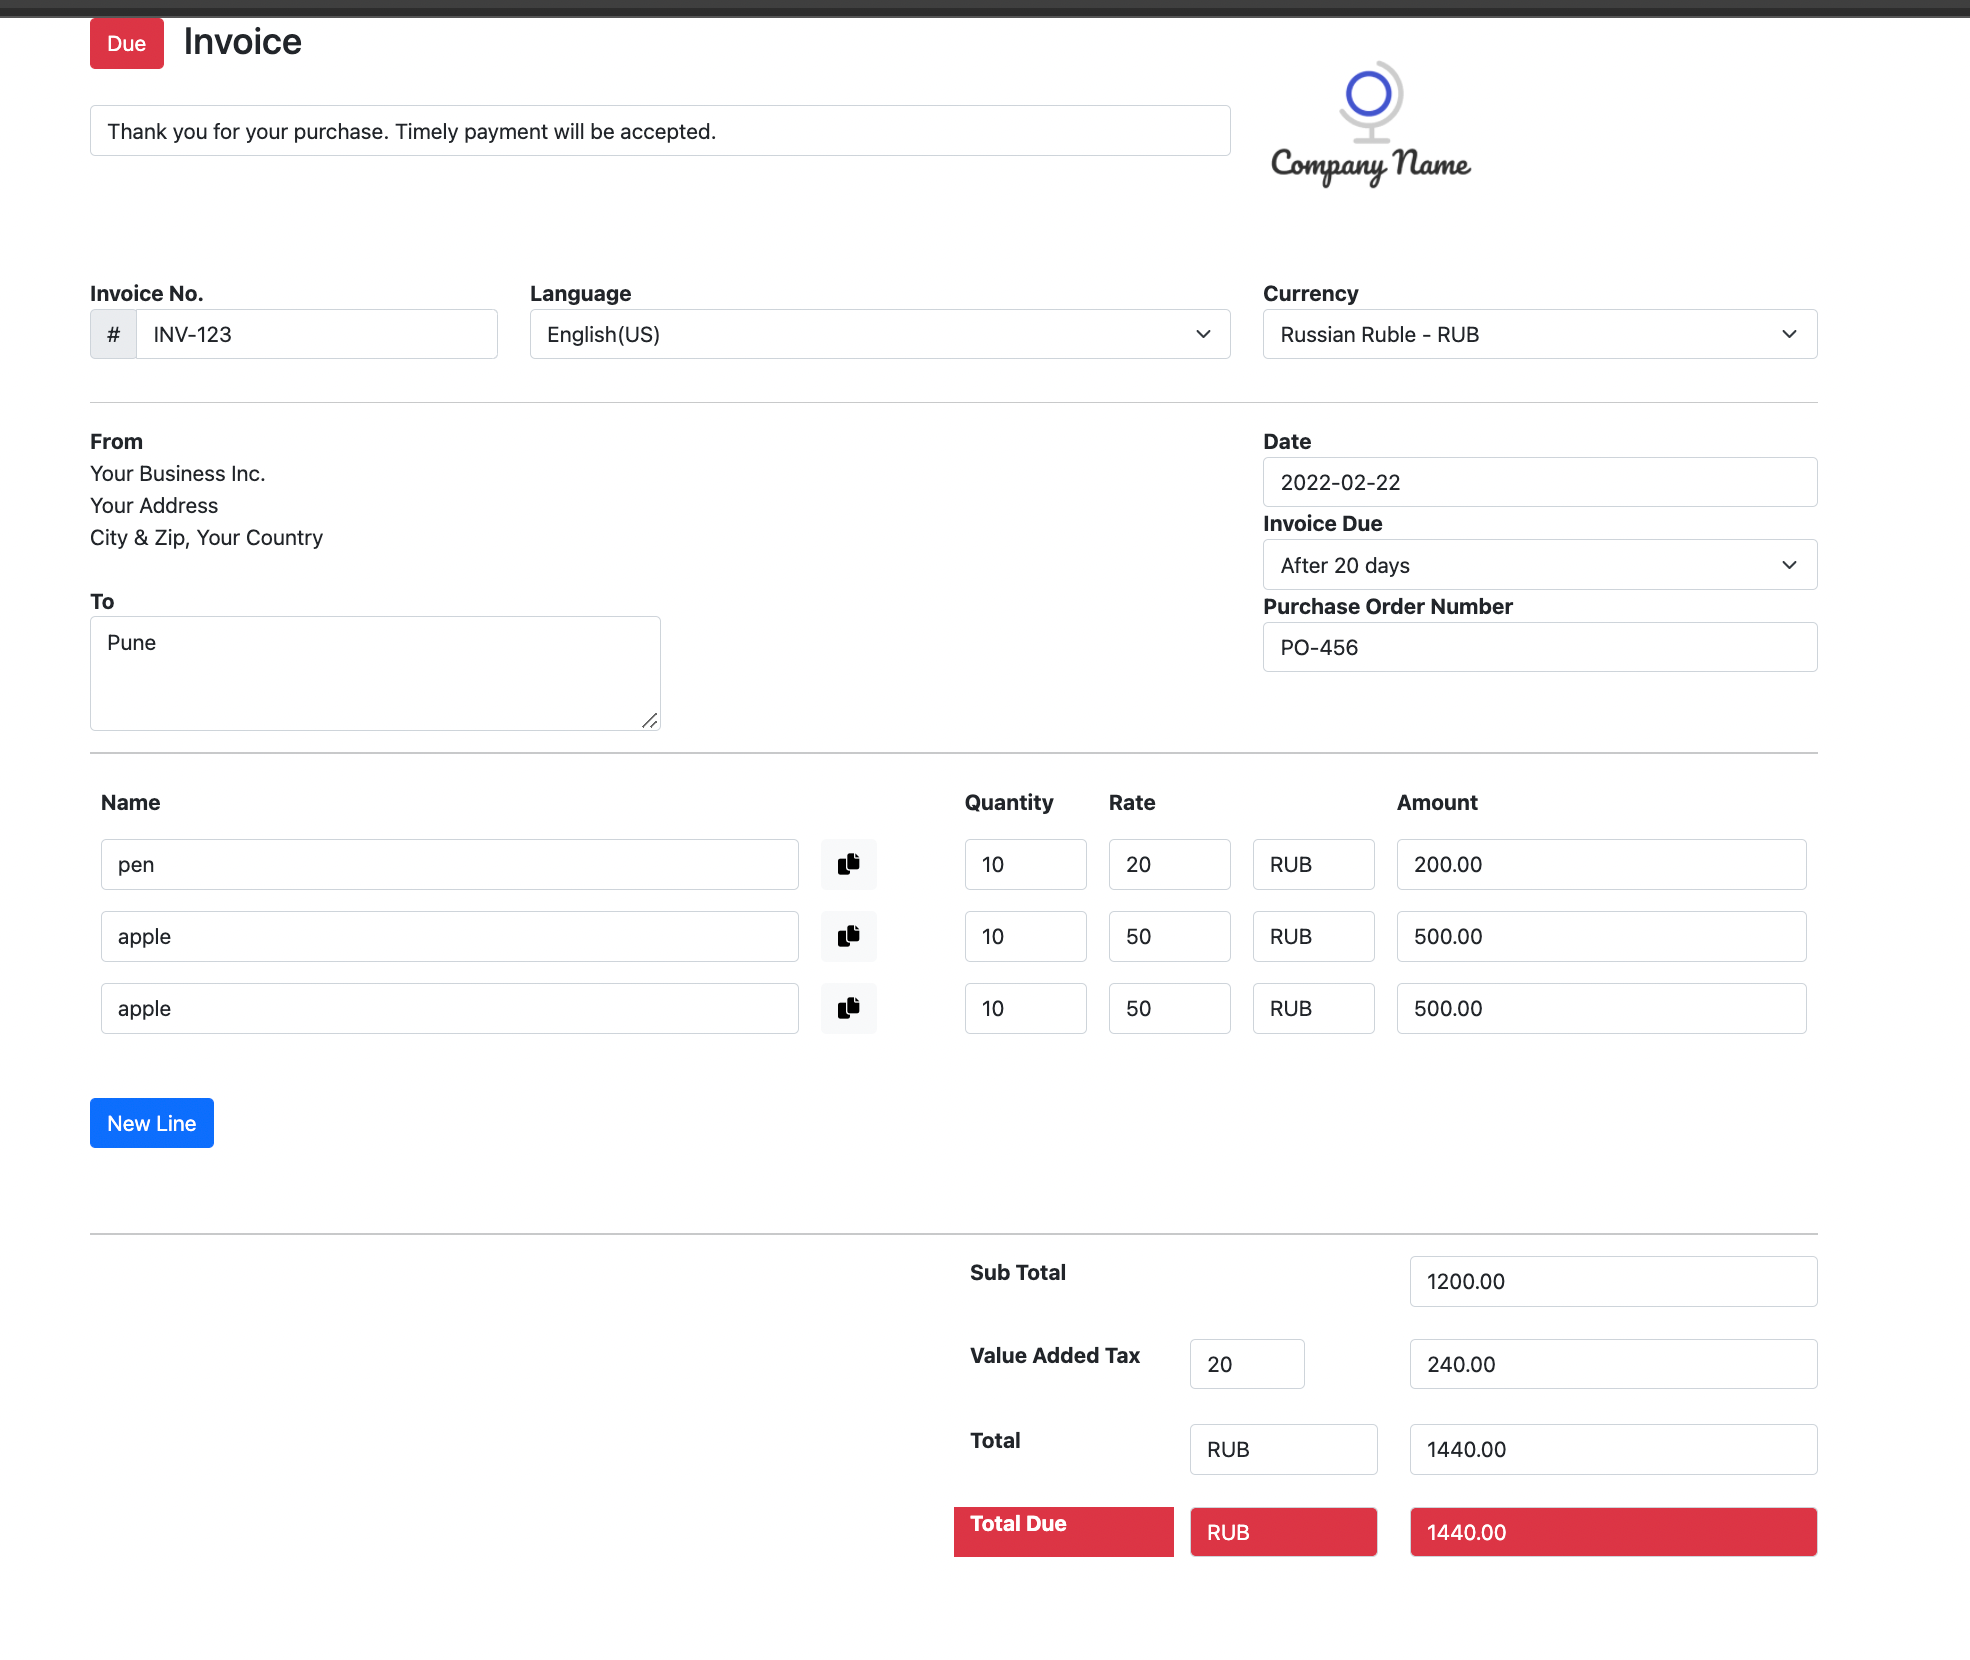 Due Invoice
Thank you for your purchase. Timely payment will be accepted.
Company Name
Invoice No. Language Currency
# INV-123 English(US) Russian Ruble - RUB
From
Your Business Inc.
Your Address
City & Zip, Your Country
To
Pune
Date
2022-02-22
Invoice Due
After 20 days
Purchase Order Number
PO-456
Name Quantity Rate Amount
pen 10 20 RUB 200.00
apple 10 50 RUB 500.00
apple 10 50 RUB 500.00
New Line
Sub Total 1200.00
Value Added Tax 20 240.00
Total RUB 1440.00
Total Due RUB 1440.00